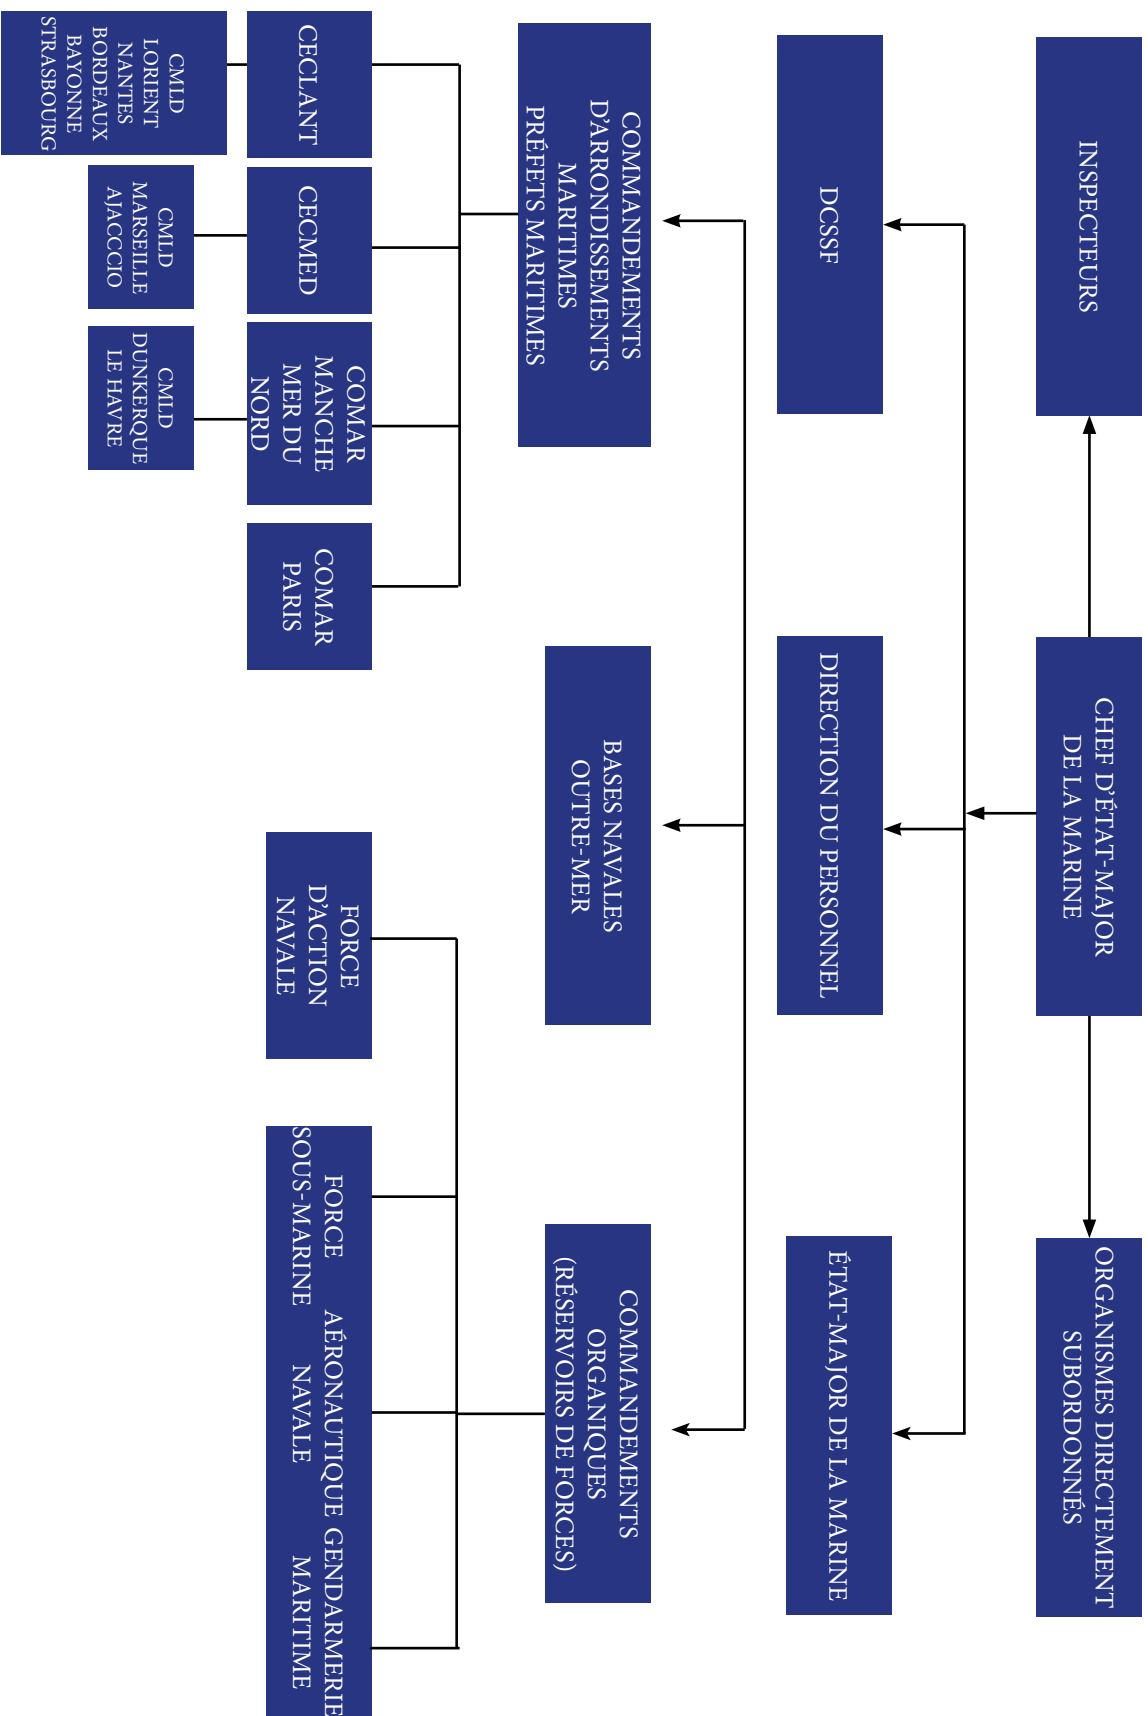 INSPECTEURS
CHEF D'ÉTAT-MAJOR
DE LA MARINE
ORGANISMES DIRECTEMENT
SUBORDONNÉS
DCSSF
DIRECTION DU PERSONNEL
ÉTAT-MAJOR DE LA MARINE
COMMANDEMENTS
D'ARRONDISSEMENTS
MARITIMES
PRÉFETS MARITIMES
BASES NAVALES
OUTRE-MER
COMMANDEMENTS
ORGANIQUES
(RÉSERVOIRS DE FORCES)
CECLANT
CECMED
COMAR
MANCHE
MER DU
NORD
COMAR
PARIS
FORCE
D'ACTION
NAVALE
FORCE
SOUS-MARINE
AÉRONAUTIQUE
NAVALE
GENDARMERIE
MARITIME
CMLD
LORIENT
NANTES
BORDEAUX
BAYONNE
STRASBOURG
CMLD
MARSEILLE
AJACCCIO
CMLD
DUNKERQUE
LE HAVRE